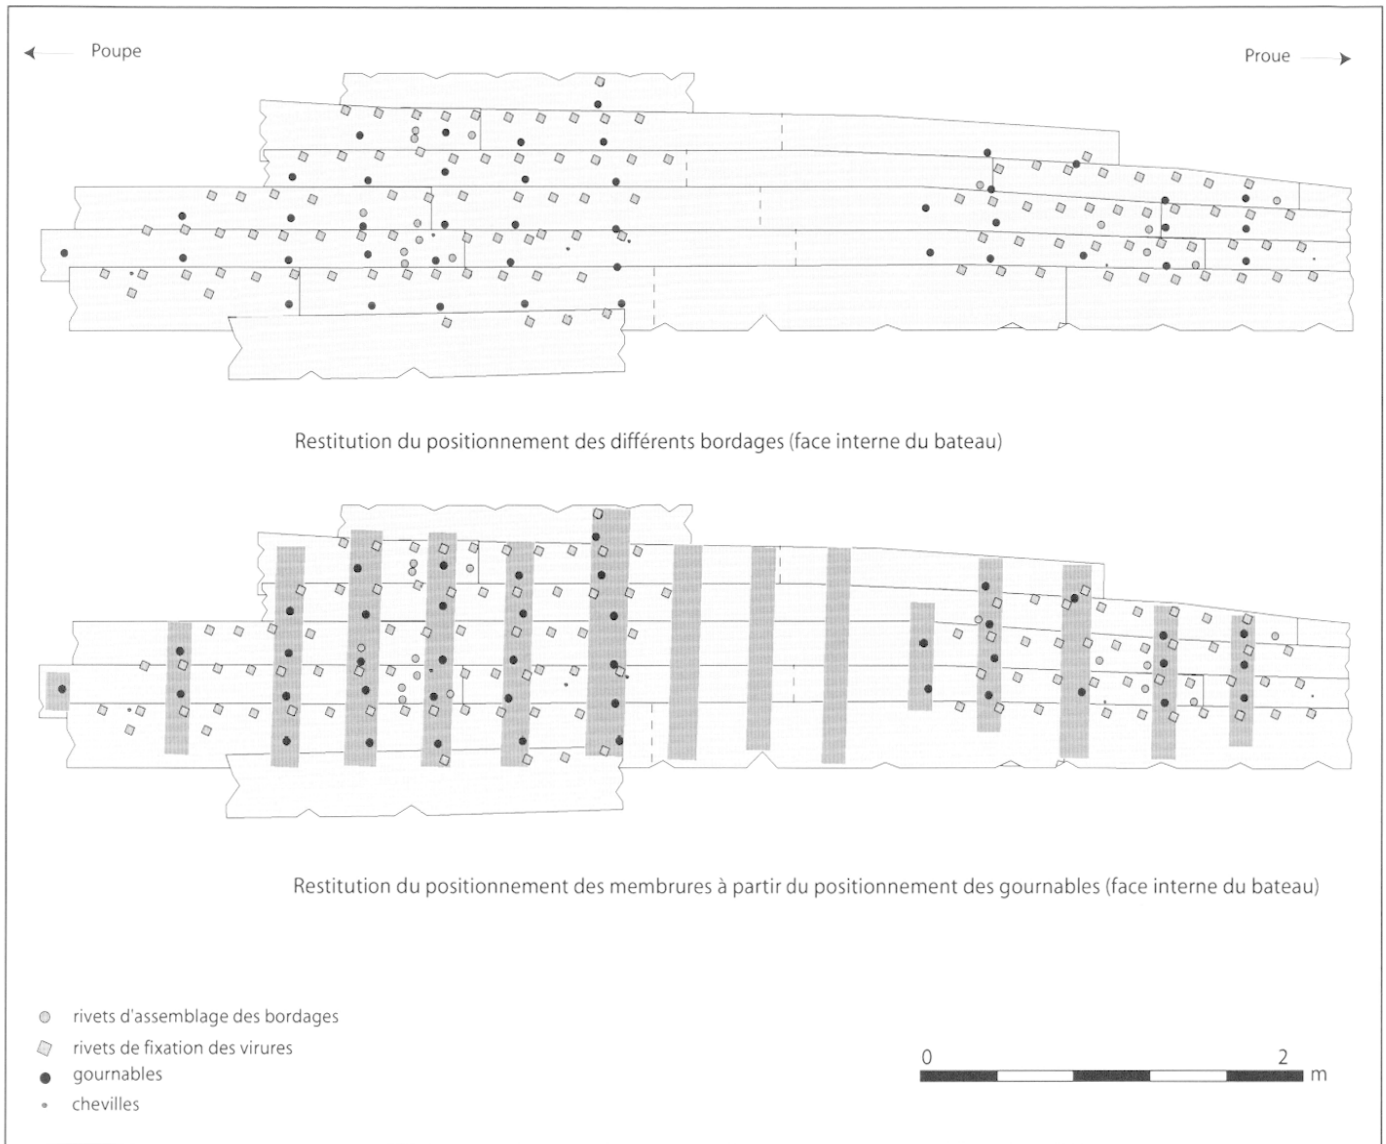 Poupe
Proue
Restitution du positionnement des différents bordages (face interne du bateau)
Restitution du positionnement des membrures à partir du positionnement des gournables (face interne du bateau)
rivets d'assemblage des bordages
rivets de fixation des virures
gournables
chevilles
0 2
m